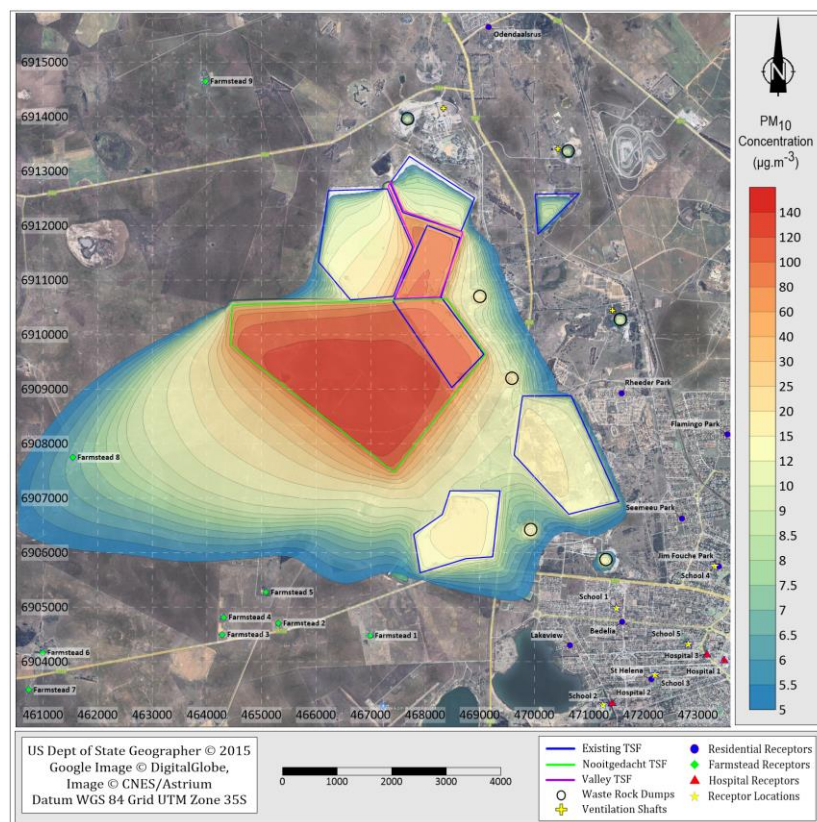 Odendaalsrus
6915000
Farmstead 9
6914000
6913000
6912000
6911000
6910000
6909000
Rheeder Park
Flamingo Park
6908000
Farmstead 8
6907000
Seemeeu Park
6906000
Jim Fouche Park
School 4
Farmstead 5
6905000
School 1
Farmstead 4
Farmstead 2
Bedelia
Farmstead 3
Farmstead 1
School 5
Lakeview
Hospital 3
6904000
Farmstead 6
Hospital 1
St Helena
School 3
Farmstead 7
School 2
Hospital 2
461000 462000 463000 464000 465000 466000 467000 468000 469000 470000 471000 472000 473000
N
PM10
Concentration
(µg.m-3)
140
120
100
80
60
40
30
25
20
15
12
10
9
8.5
8
7.5
7
6.5
6
5.5
5
US Dept of State Geographer © 2015
Google Image © DigitalGlobe,
Image © CNES/Astrium
Datum WGS 84 Grid UTM Zone 35S
0 1000 2000 3000 4000
Existing TSF
Nooitgedacht TSF
Valley TSF
Waste Rock Dumps
Ventilation Shafts
Residential Receptors
Farmstead Receptors
Hospital Receptors
Receptor Locations